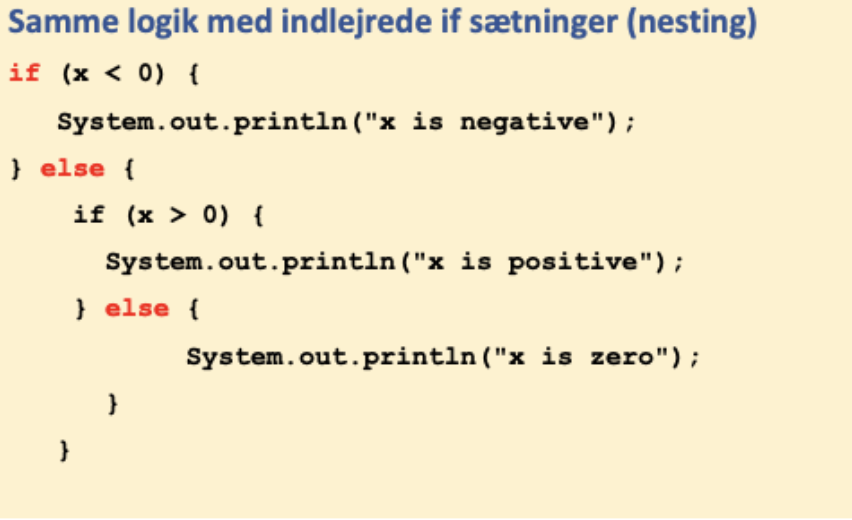 Samme logik med indlejrede if sætninger (nesting)
if (x < 0) {
System.out.println("x is negative");
} else {
if (x > 0) {
System.out.println("x is positive");
} else {
System.out.println("x is zero");
}
}